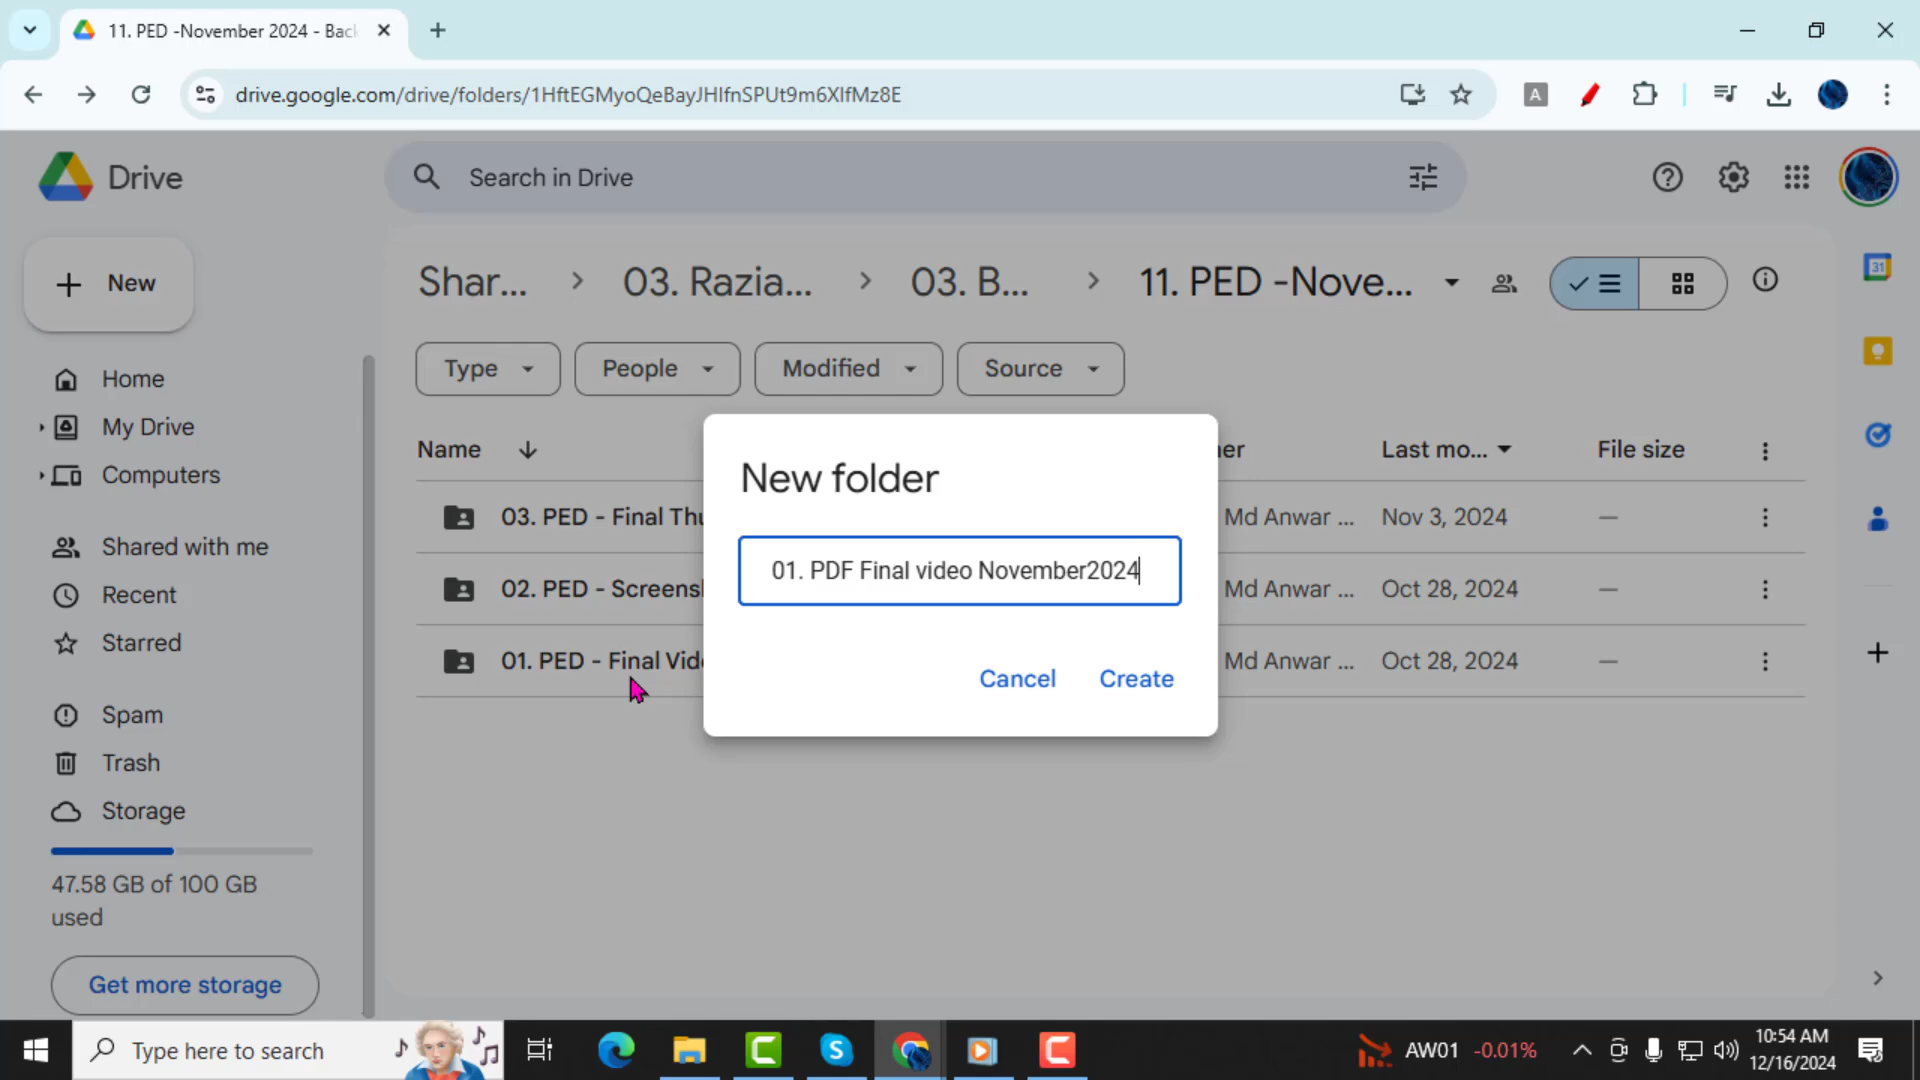 11. PED -November 2024 - Back
drive.google.com/drive/folders/1HftEGMyoQeBayJHIfnSPUt9m6XIfMz8E
A
Drive
Search in Drive
New
Shar... > 03. Razia... > 03. B... > 11. PED -Nove...
31
Type
People
Modified
Source
Home
My Drive
Computers
Shared with me
Recent
Starred
Spam
Trash
Storage
47.58 GB of 100 GB
used
Get more storage
Name
Last mo...
File size
03. PED - Final Thu
Md Anwar ...
Nov 3, 2024
—
02. PED - Screensh
Md Anwar ...
Oct 28, 2024
—
01. PED - Final Vide
Md Anwar ...
Oct 28, 2024
—
New folder
01. PDF Final video November2024
Cancel
Create
Type here to search
AW01 -0.01%
10:54 AM
12/16/2024